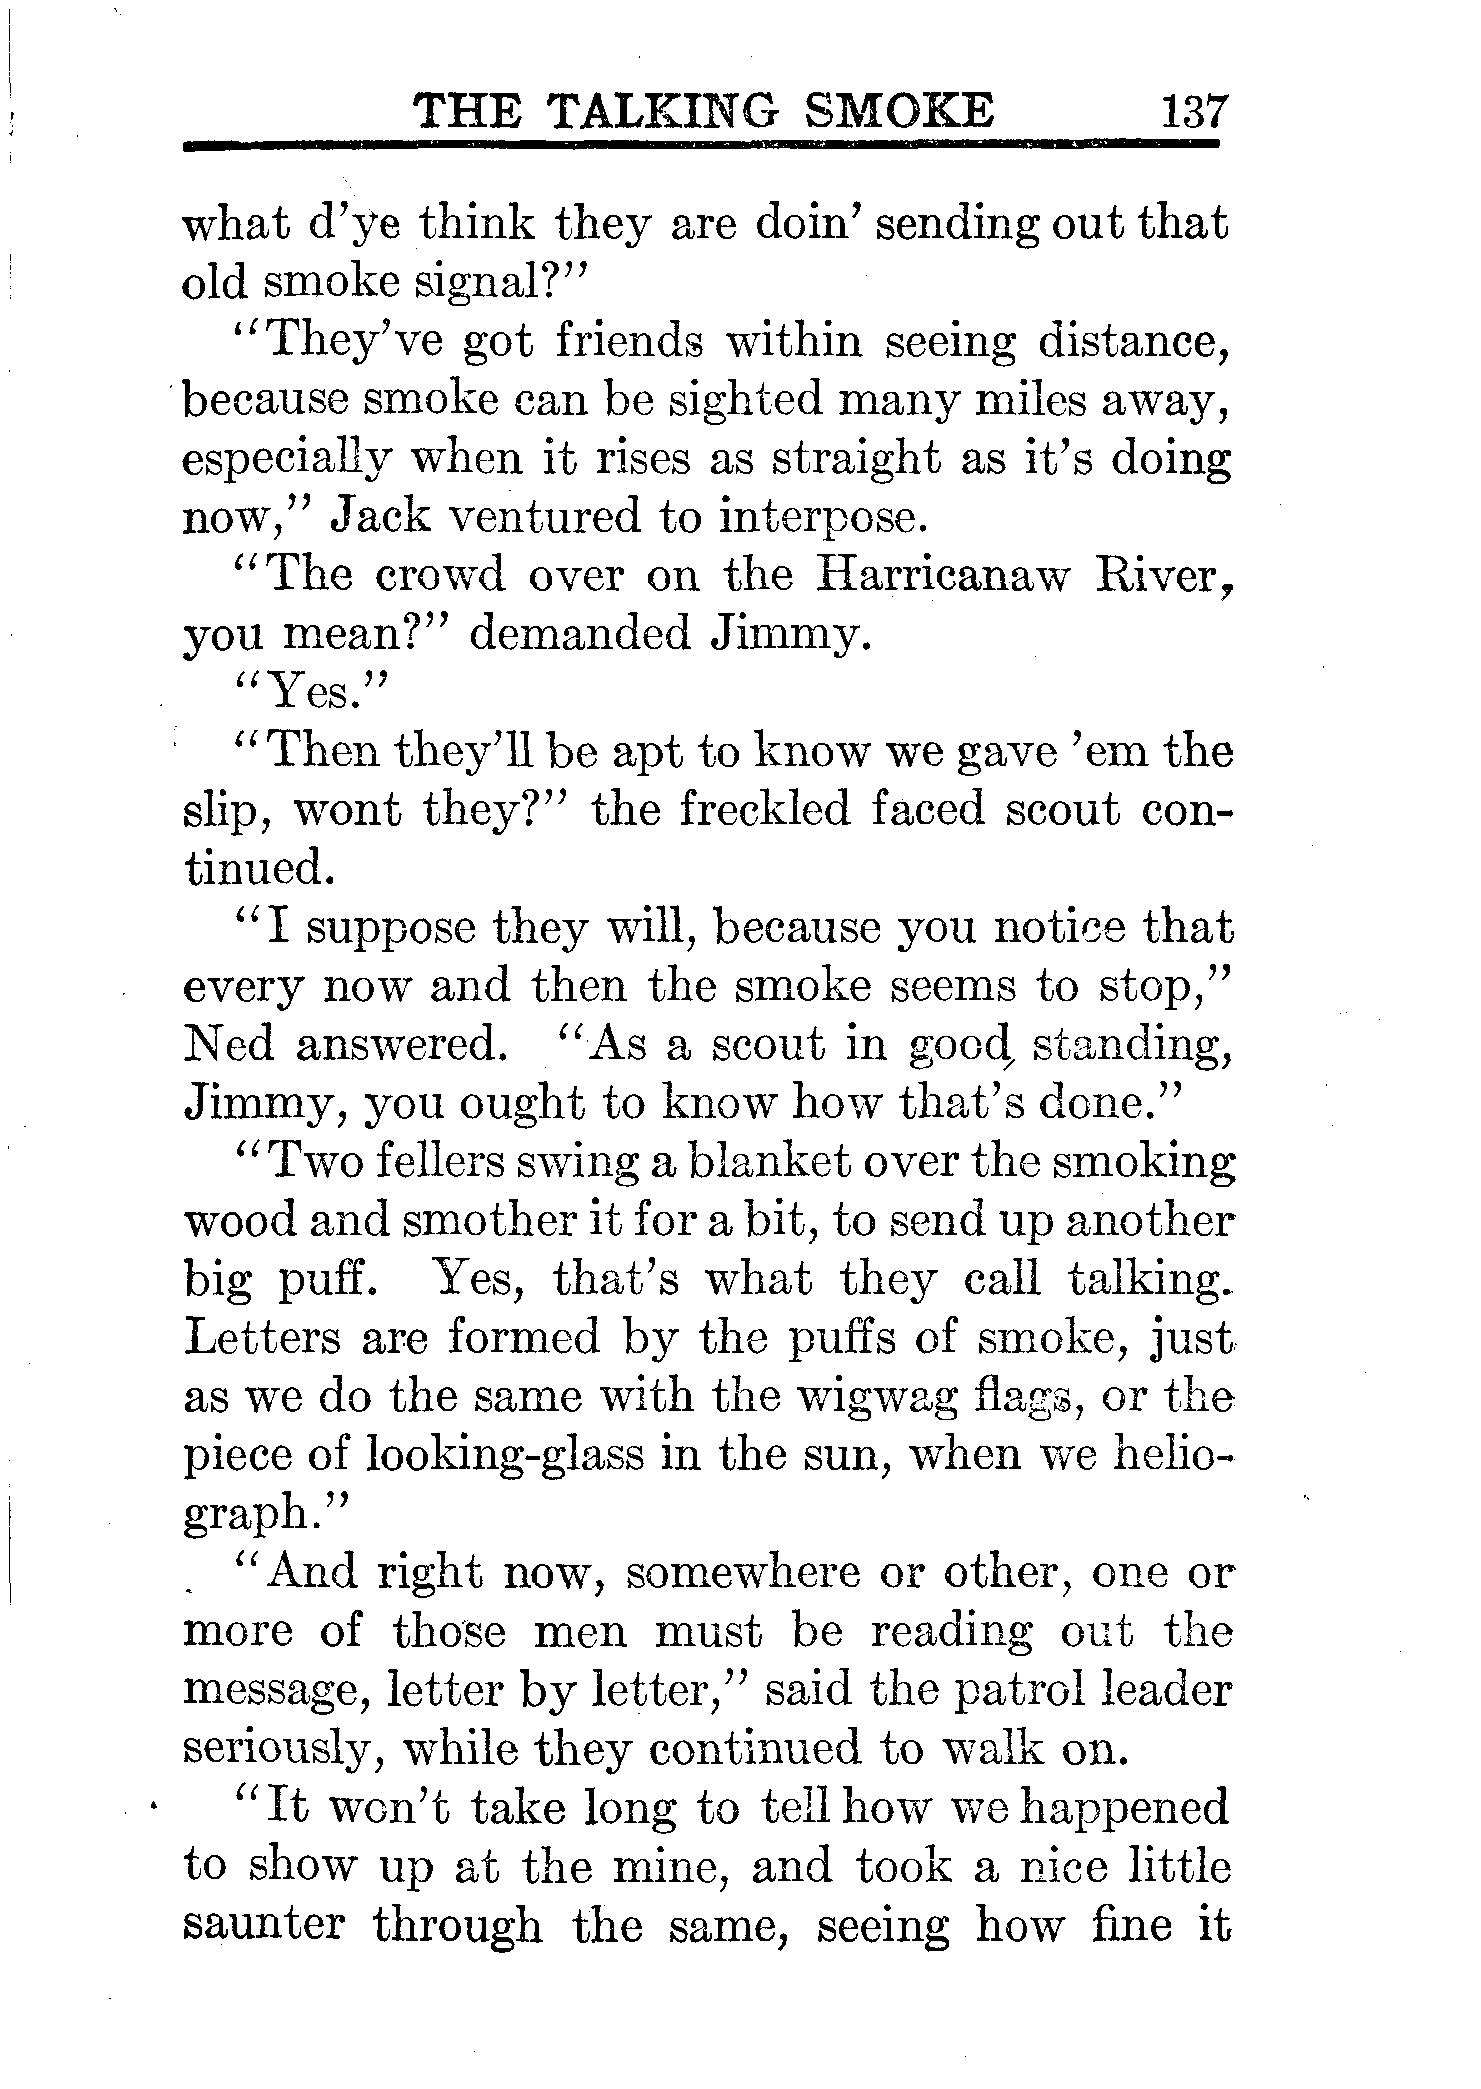 THE TALKING SMOKE 137
what d'ye think they are doin' sending out that
old smoke signal?"
"They've got friends within seeing distance,
because smoke can be sighted many miles away,
especially when it rises as straight as it's doing
now," Jack ventured to interpose.
"The crowd over on the Harricanaw River,
you mean?" demanded Jimmy.
"Yes."
"Then they'll be apt to know we gave 'em the
slip, wont they?" the freckled faced scout con-
tinued.
"I suppose they will, because you notice that
every now and then the smoke seems to stop,"
Ned answered. "As a scout in good, standing,
Jimmy, you ought to know how that's done."
"Two fellers swing a blanket over the smoking
wood and smother it for a bit, to send up another
big puff. Yes, that's what they call talking.
Letters are formed by the puffs of smoke, just
as we do the same with the wigwag flags, or the
piece of looking-glass in the sun, when we helio-
graph."
"And right now, somewhere or other, one or
more of those men must be reading out the
message, letter by letter," said the patrol leader
seriously, while they continued to walk on.
"It won't take long to tell how we happened
to show up at the mine, and took a nice little
saunter through the same, seeing how fine it